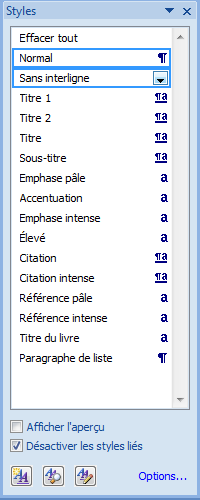 Styles
Effacer tout
Normal ¶
Sans interligne
Titre 1 ¶a
Titre 2 ¶a
Titre ¶a
Sous-titre ¶a
Emphase pâle a
Accentuation a
Emphase intense a
Élevé a
Citation ¶a
Citation intense ¶a
Référence pâle a
Référence intense a
Titre du livre a
Paragraphe de liste ¶
Afficher l'aperçu
Désactiver les styles liés
Options...